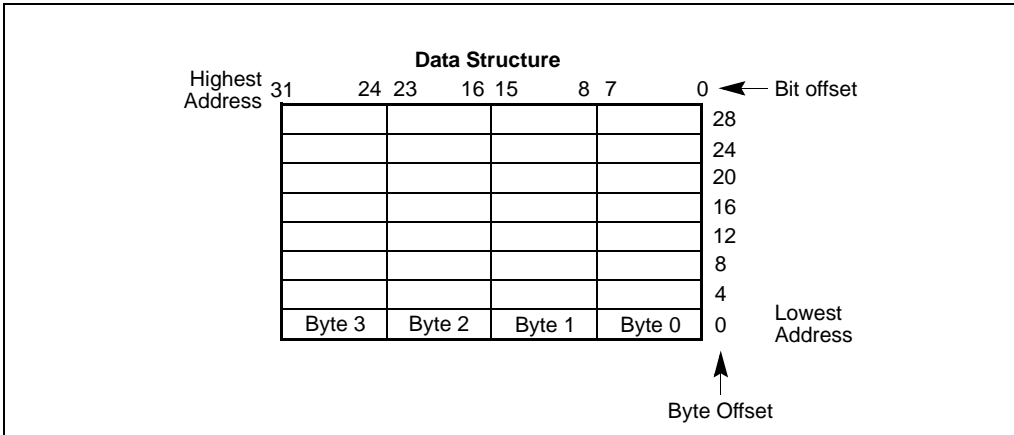 Data Structure
Highest
Address
31 24 23 16 15 8 7 0 Bit offset
28
24
20
16
12
8
4
Byte 3 Byte 2 Byte 1 Byte 0 0
Lowest
Address
Byte Offset